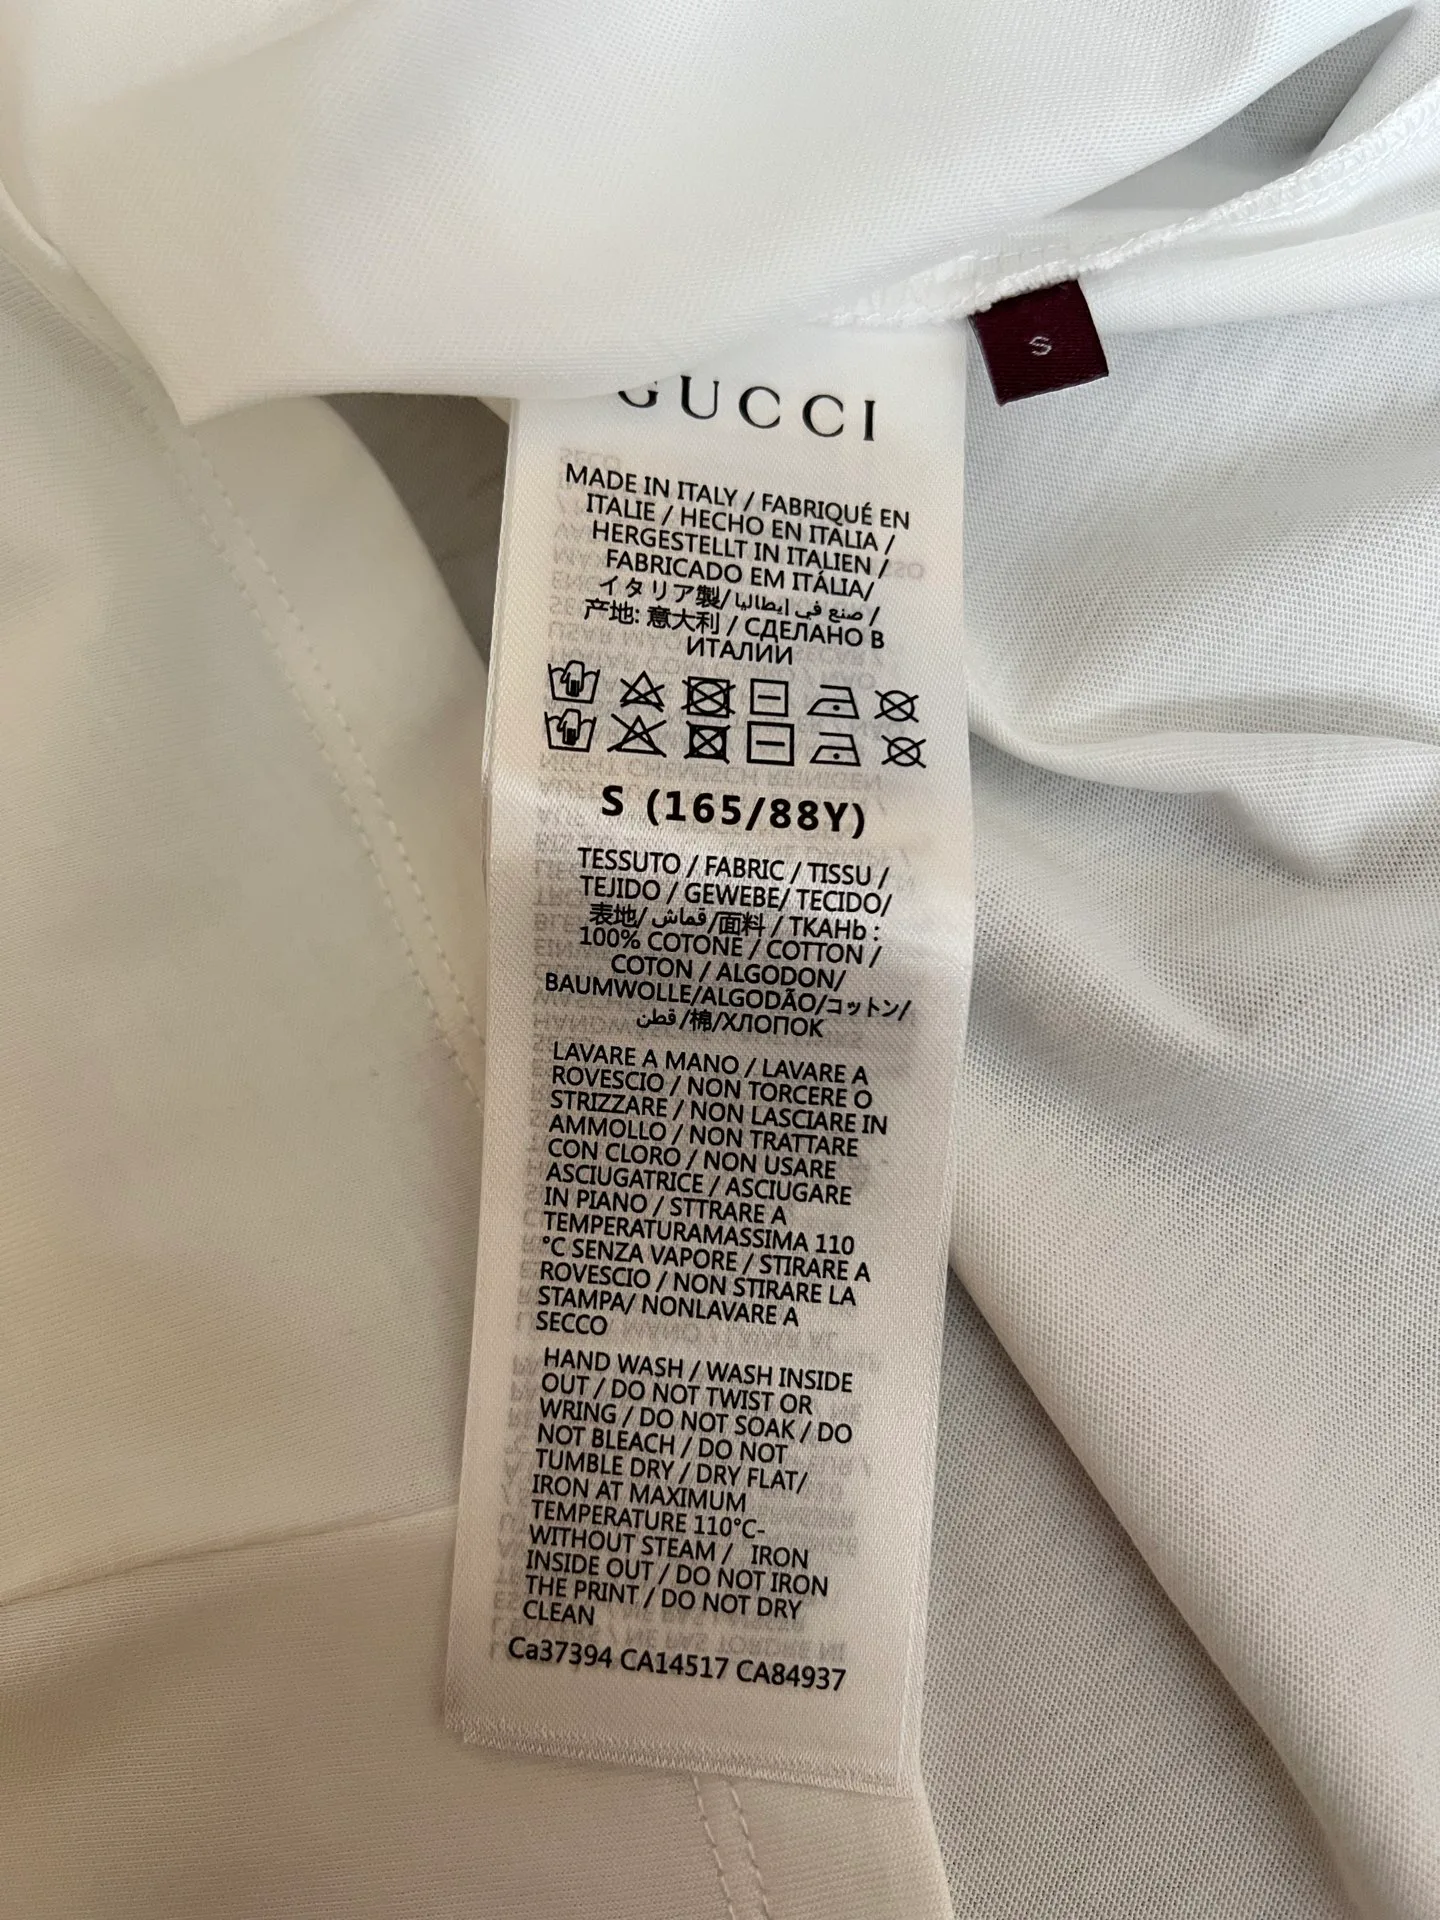 S
GUCCI
MADE IN ITALY / FABRIQUÉ EN
ITALIE / HECHO EN ITALIA /
HERGESTELLT IN ITALIEN /
FABRICADO EM ITÁLIA/
イタリア製/ صنع في إيطاليا /
产地: 意大利 / СДЕЛАНО В
ИТАЛИИ
S (165/88Y)
TESSUTO / FABRIC / TISSU /
TEJIDO / GEWEBE/ TECIDO/
表地/ قماش /面料 / TKAHb :
100% COTONE / COTTON /
COTON / ALGODON/
BAUMWOLLE/ALGODÃO/コットン/
قطن /棉/ХЛОПОК
LAVARE A MANO / LAVARE A
ROVESCIO / NON TORCERE O
STRIZZARE / NON LASCIARE IN
AMMOLLO / NON TRATTARE
CON CLORO / NON USARE
ASCIUGATRICE / ASCIUGARE
IN PIANO / STTRARE A
TEMPERATURAMASSIMA 110
°C SENZA VAPORE / STIRARE A
ROVESCIO / NON STIRARE LA
STAMPA/ NONLAVARE A
SECCO
HAND WASH / WASH INSIDE
OUT / DO NOT TWIST OR
WRING / DO NOT SOAK / DO
NOT BLEACH / DO NOT
TUMBLE DRY / DRY FLAT/
IRON AT MAXIMUM
TEMPERATURE 110°C-
WITHOUT STEAM / IRON
INSIDE OUT / DO NOT IRON
THE PRINT / DO NOT DRY
CLEAN
Ca37394 CA14517 CA84937